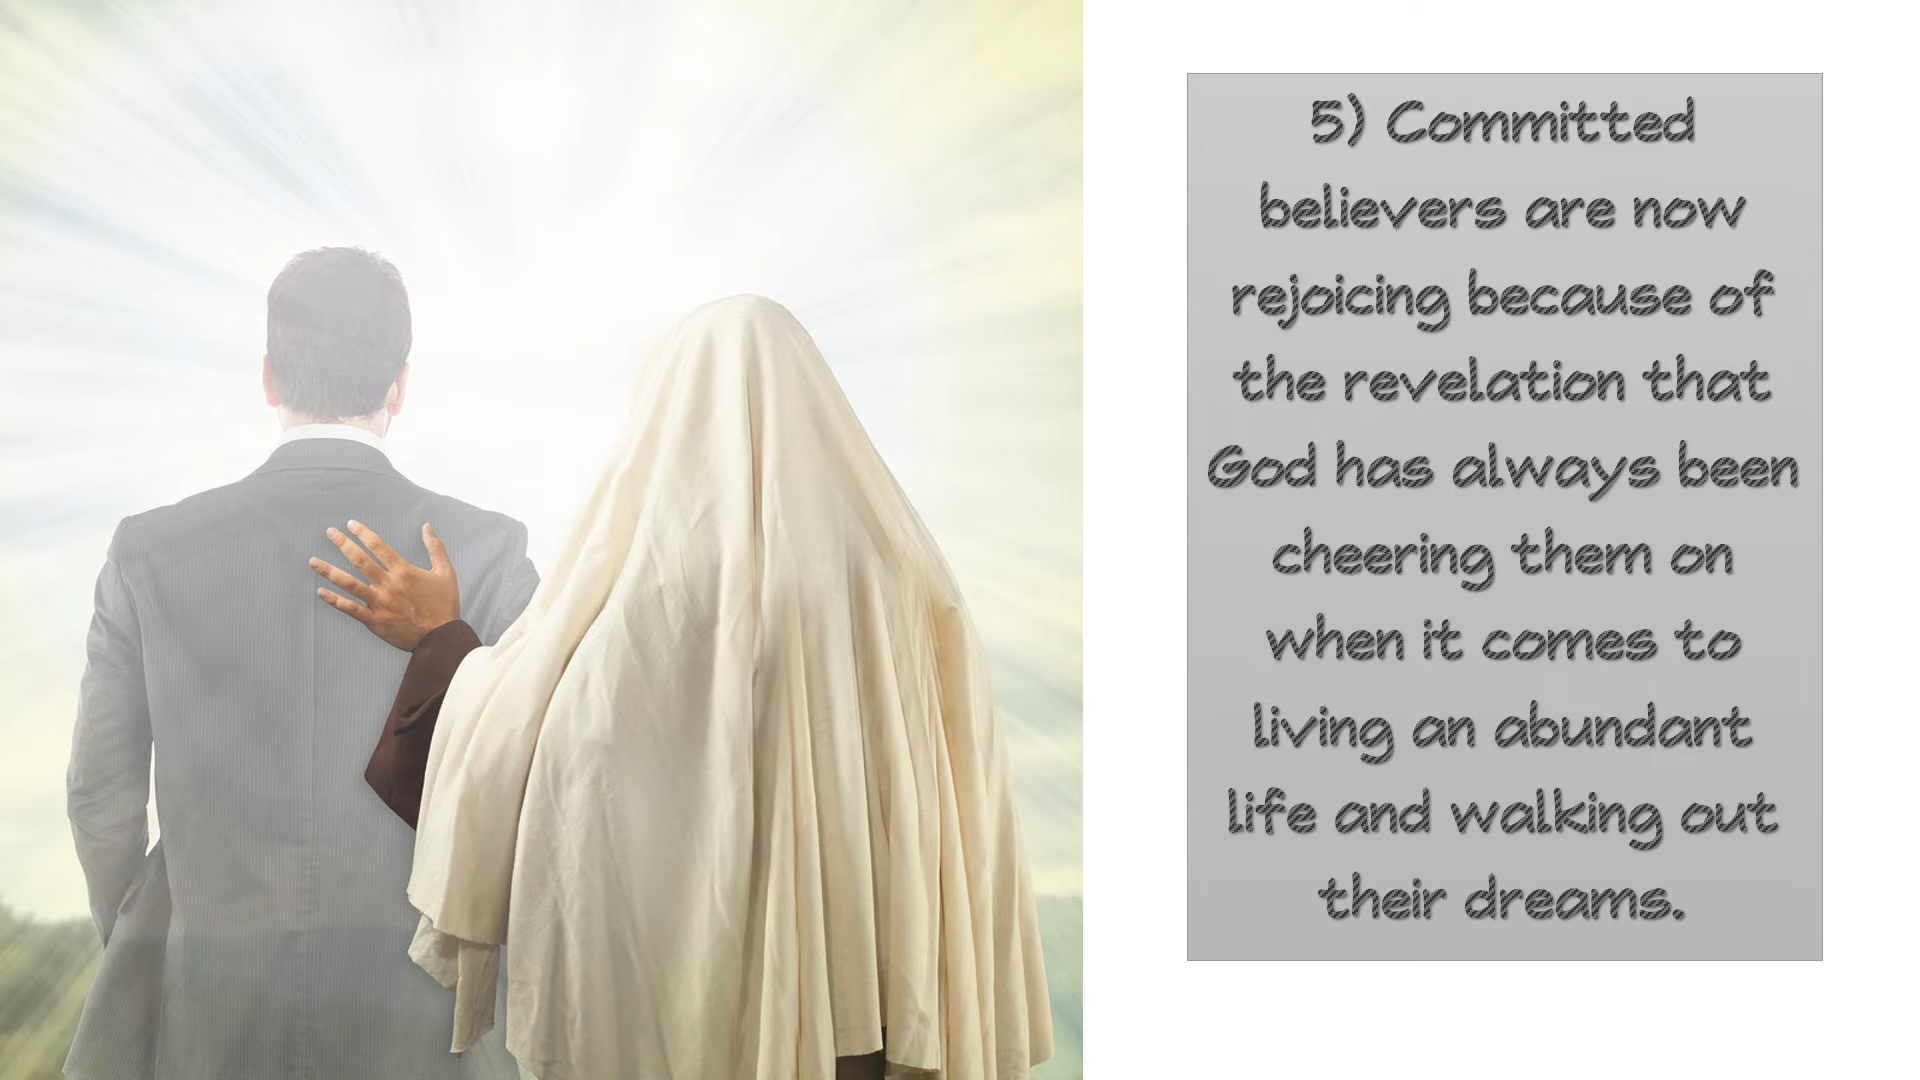 5) Committed
believers are now
rejoicing because of
the revelation that
God has always been
cheering them on
when it comes to
living an abundant
life and walking out
their dreams.